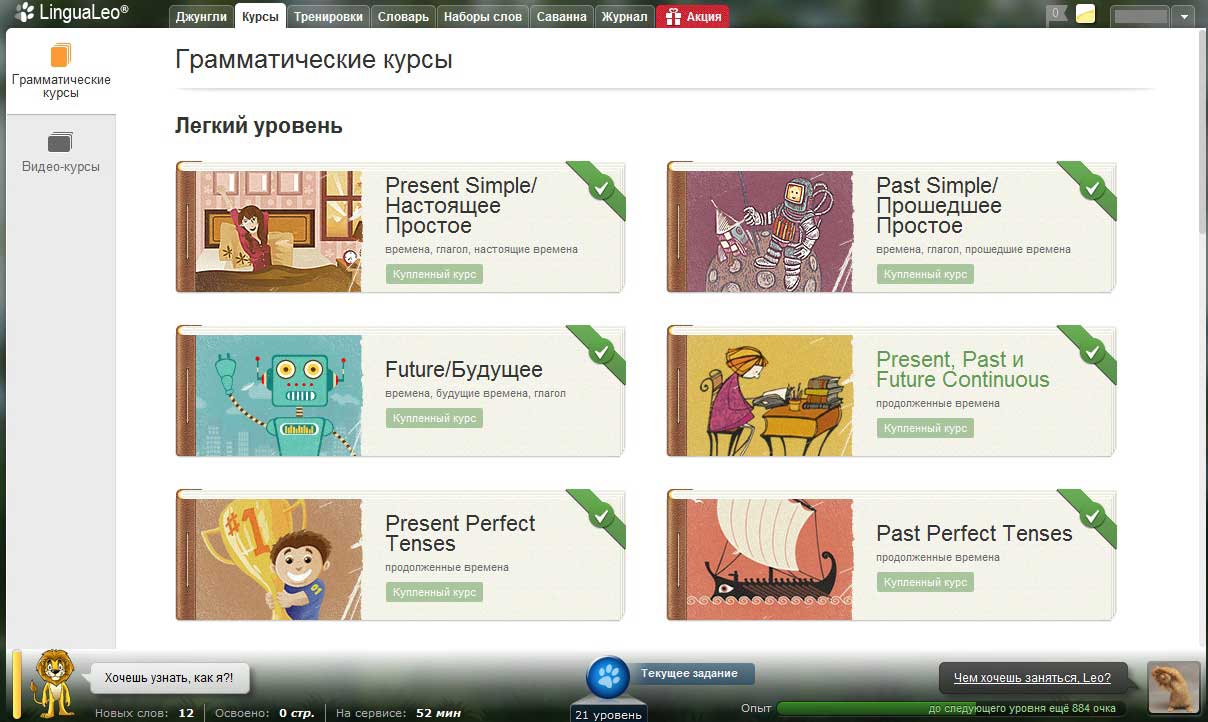 LinguaLeo®
Джунгли Курсы Тренировки Словарь Наборы слов Саванна Журнал Акция 0
Грамматические
курсы
Видео-курсы
Грамматические курсы
Легкий уровень
Present Simple/
Настоящее
Простое
времена, глагол, настоящие времена
Купленный курс
Past Simple/
Прошедшее
Простое
времена, глагол, прошедшие времена
Купленный курс
Future/Будущее
времена, будущие времена, глагол
Купленный курс
Present, Past и
Future Continuous
продолженные времена
Купленный курс
#1
01
Present Perfect
Tenses
продолженные времена
Купленный курс
Past Perfect Tenses
продолженные времена
Купленный курс
Хочешь узнать, как я?!
Новых слов: 12 Освоено: 0 стр. На сервисе: 52 мин
Текущее задание
21 уровень
Чем хочешь заняться, Leo?
Опыт до следующего уровня ещё 884 очка